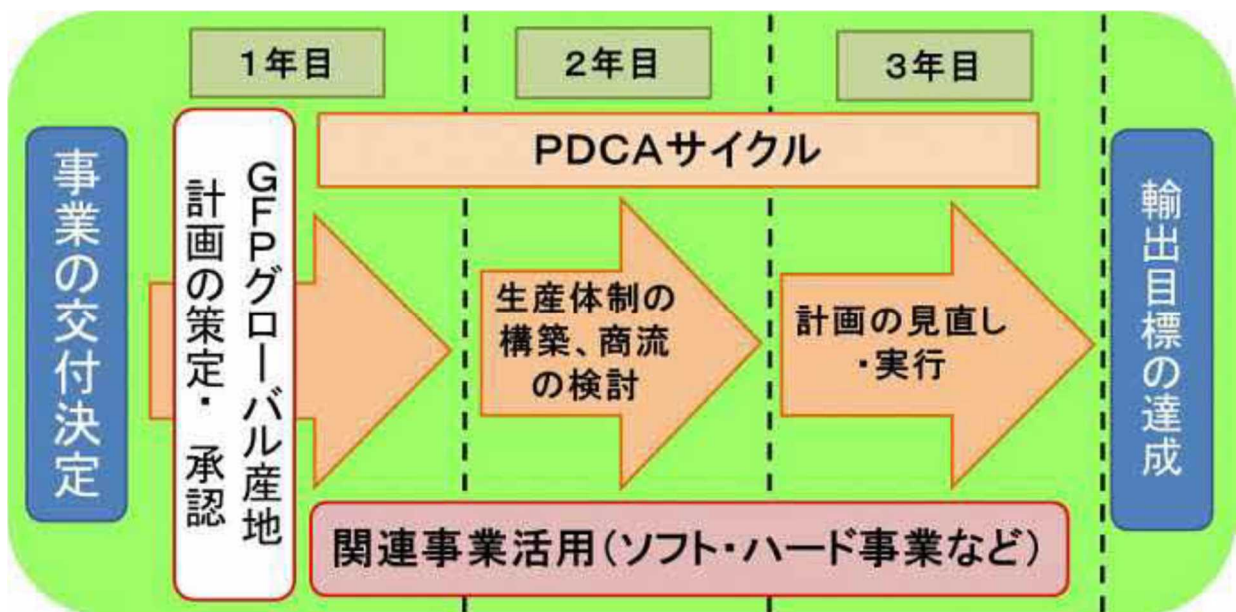 1年目
2年目
3年目
事業の交付決定
GFPグローバル産地
計画の策定・ 承認
PDCAサイクル
生産体制の
構築、商流
の検討
計画の見直し
・実行
関連事業活用(ソフト・ハード事業など)
輸出目標の達成